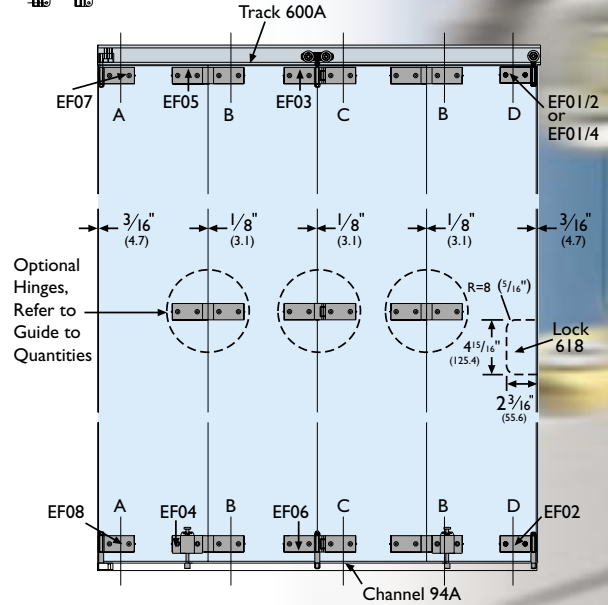 Track 600A
EF07 EF05 EF03 EF01/2
or
EF01/4
A B C B D
3/16" 1/8" 1/8" 1/8" 3/16"
(4.7) (3.1) (3.1) (3.1) (4.7)
Optional
Hinges,
Refer to
Guide to
Quantities
R=8 (5/16")
Lock
618
4 15/16"
(125.4)
2 3/16"
(55.6)
A B C B D
EF08 EF04 EF06 EF02
Channel 94A